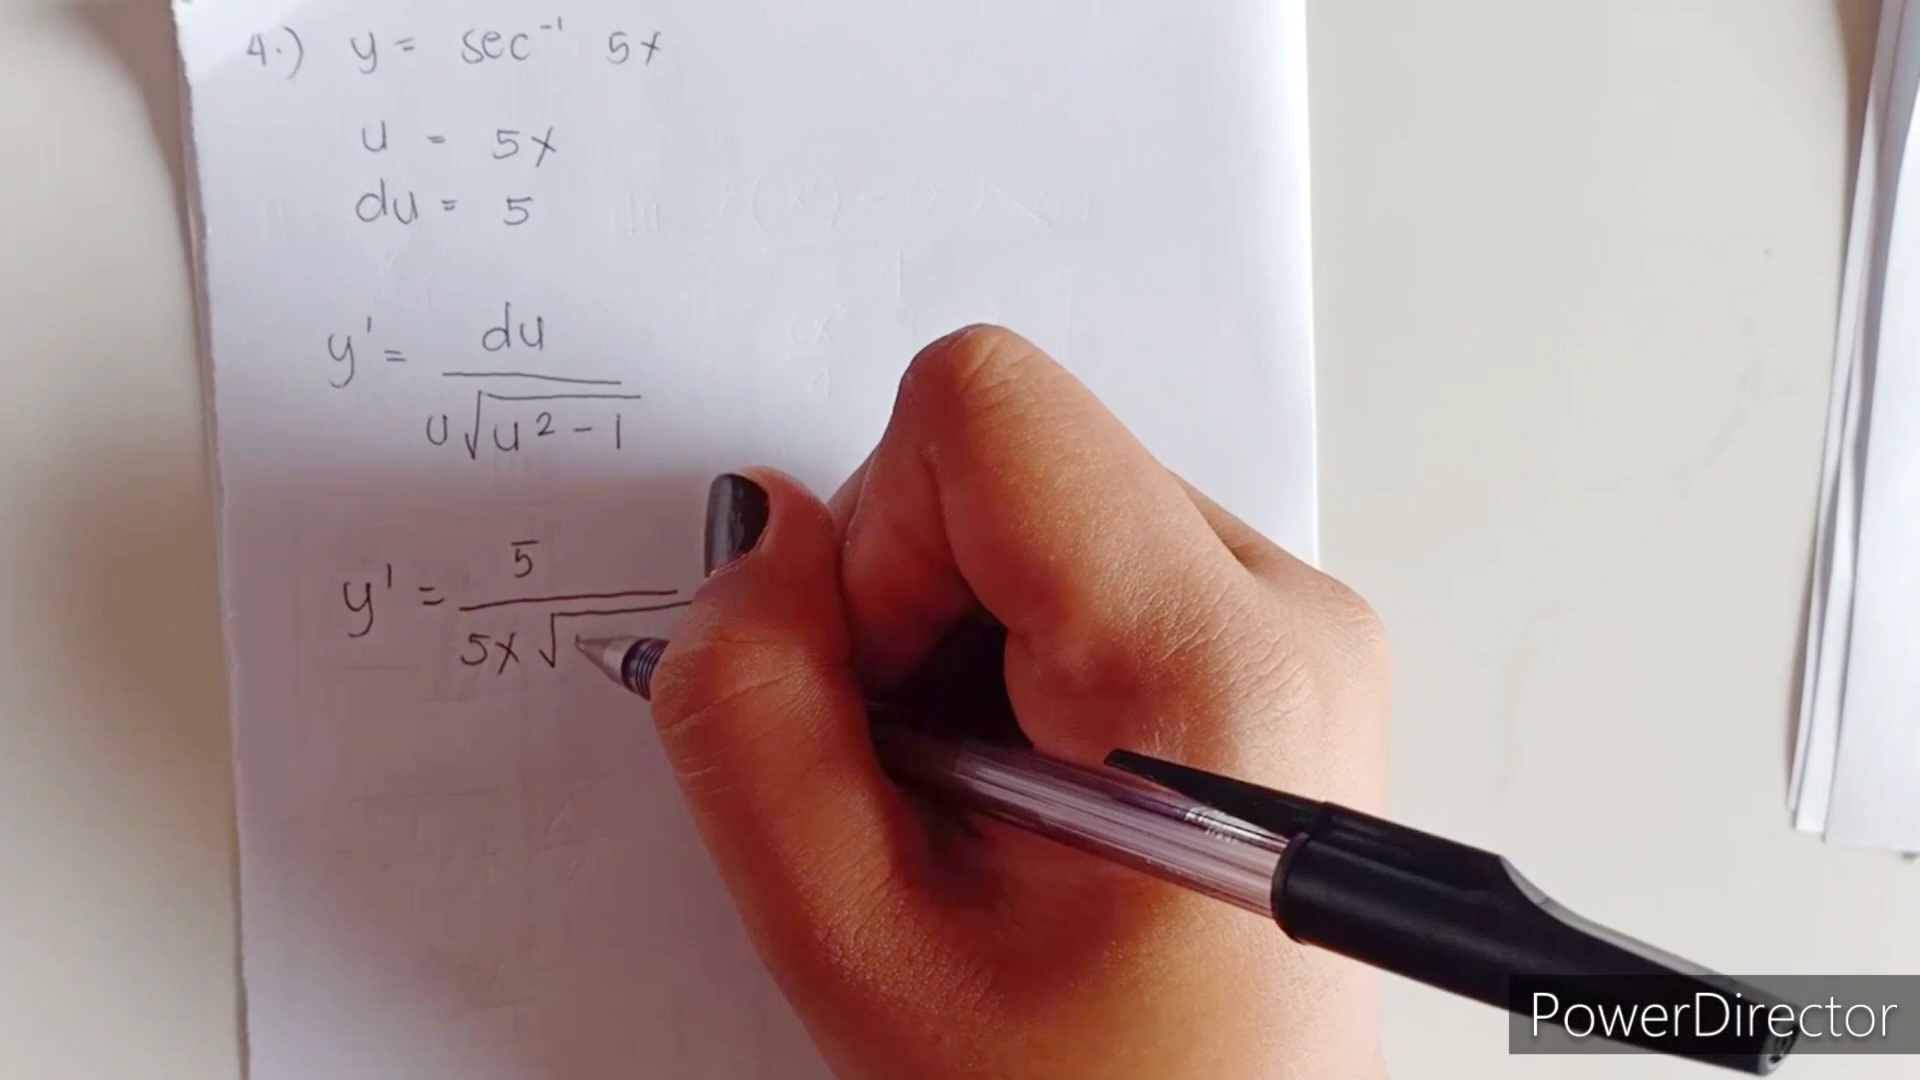 4.) y = sec⁻¹ 5x
u = 5x
du = 5
y' = du / u√u² - 1
y' = 5 / 5x√
PowerDirector